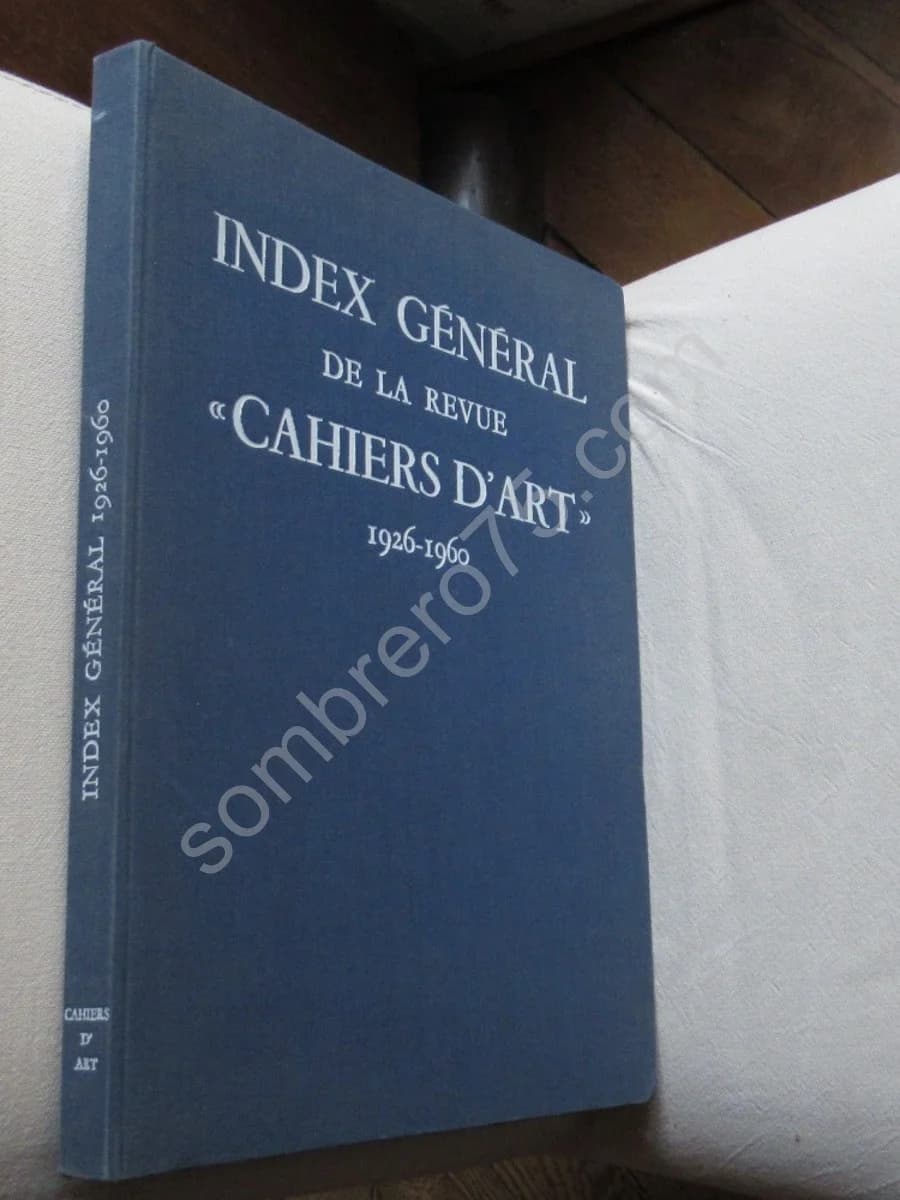 INDEX GÉNÉRAL
DE LA REVUE
«CAHIERS D'ART»
1926-1960
INDEX GÉNÉRAL 1926-1960
CAHIERS
D'
ART
sombrero75.com